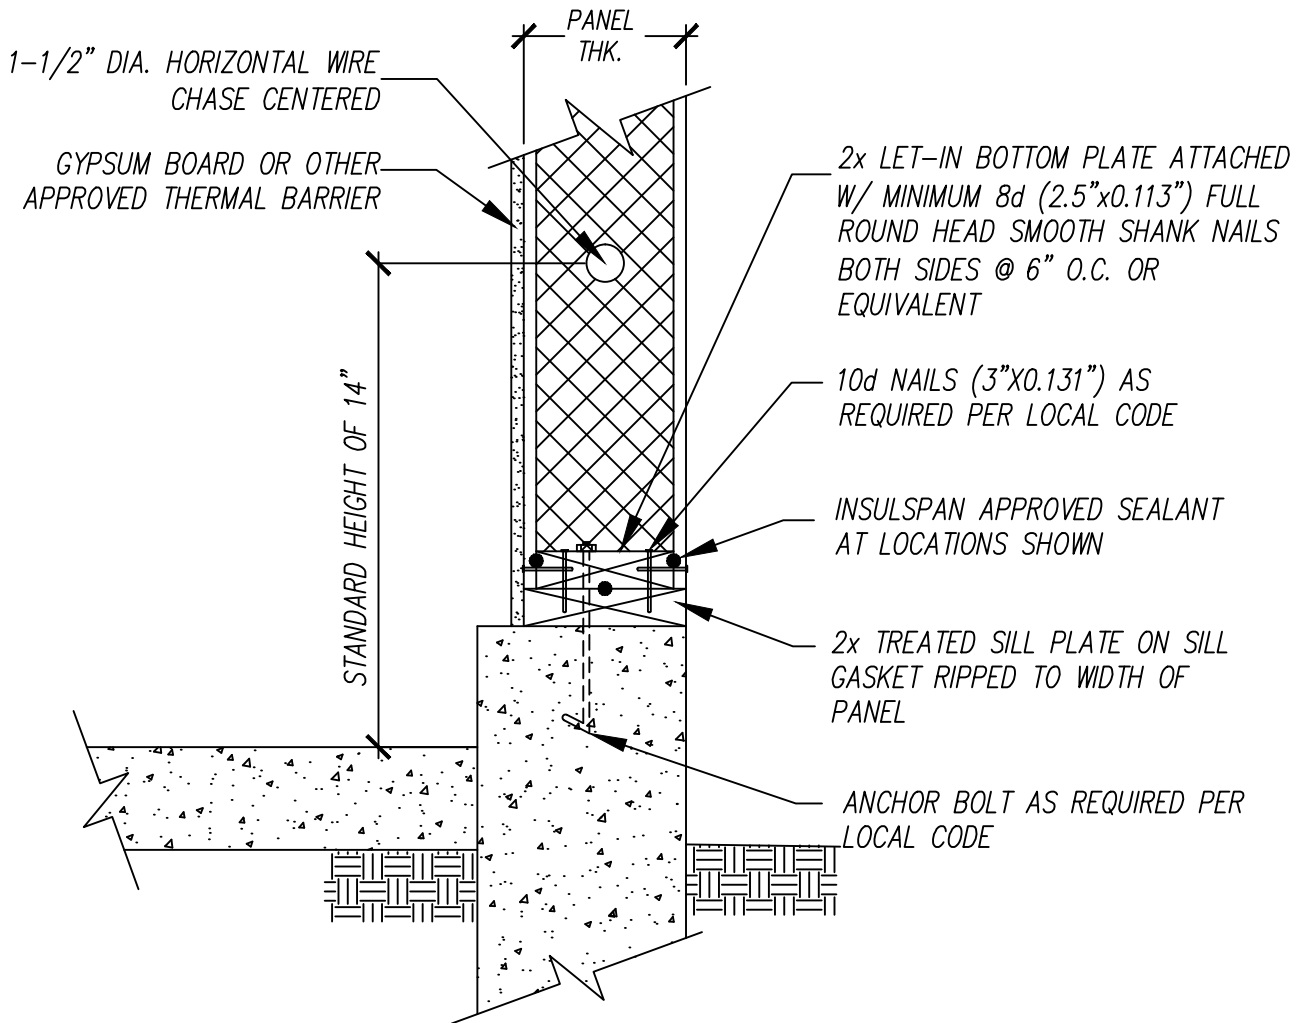 PANEL
THK.
1-1/2" DIA. HORIZONTAL WIRE
CHASE CENTERED
GYPSUM BOARD OR OTHER
APPROVED THERMAL BARRIER
STANDARD HEIGHT OF 14"
2x LET-IN BOTTOM PLATE ATTACHED
W/ MINIMUM 8d (2.5"x0.113") FULL
ROUND HEAD SMOOTH SHANK NAILS
BOTH SIDES @ 6" O.C. OR
EQUIVALENT
10d NAILS (3"X0.131") AS
REQUIRED PER LOCAL CODE
INSULSPAN APPROVED SEALANT
AT LOCATIONS SHOWN
2x TREATED SILL PLATE ON SILL
GASKET RIPPED TO WIDTH OF
PANEL
ANCHOR BOLT AS REQUIRED PER
LOCAL CODE